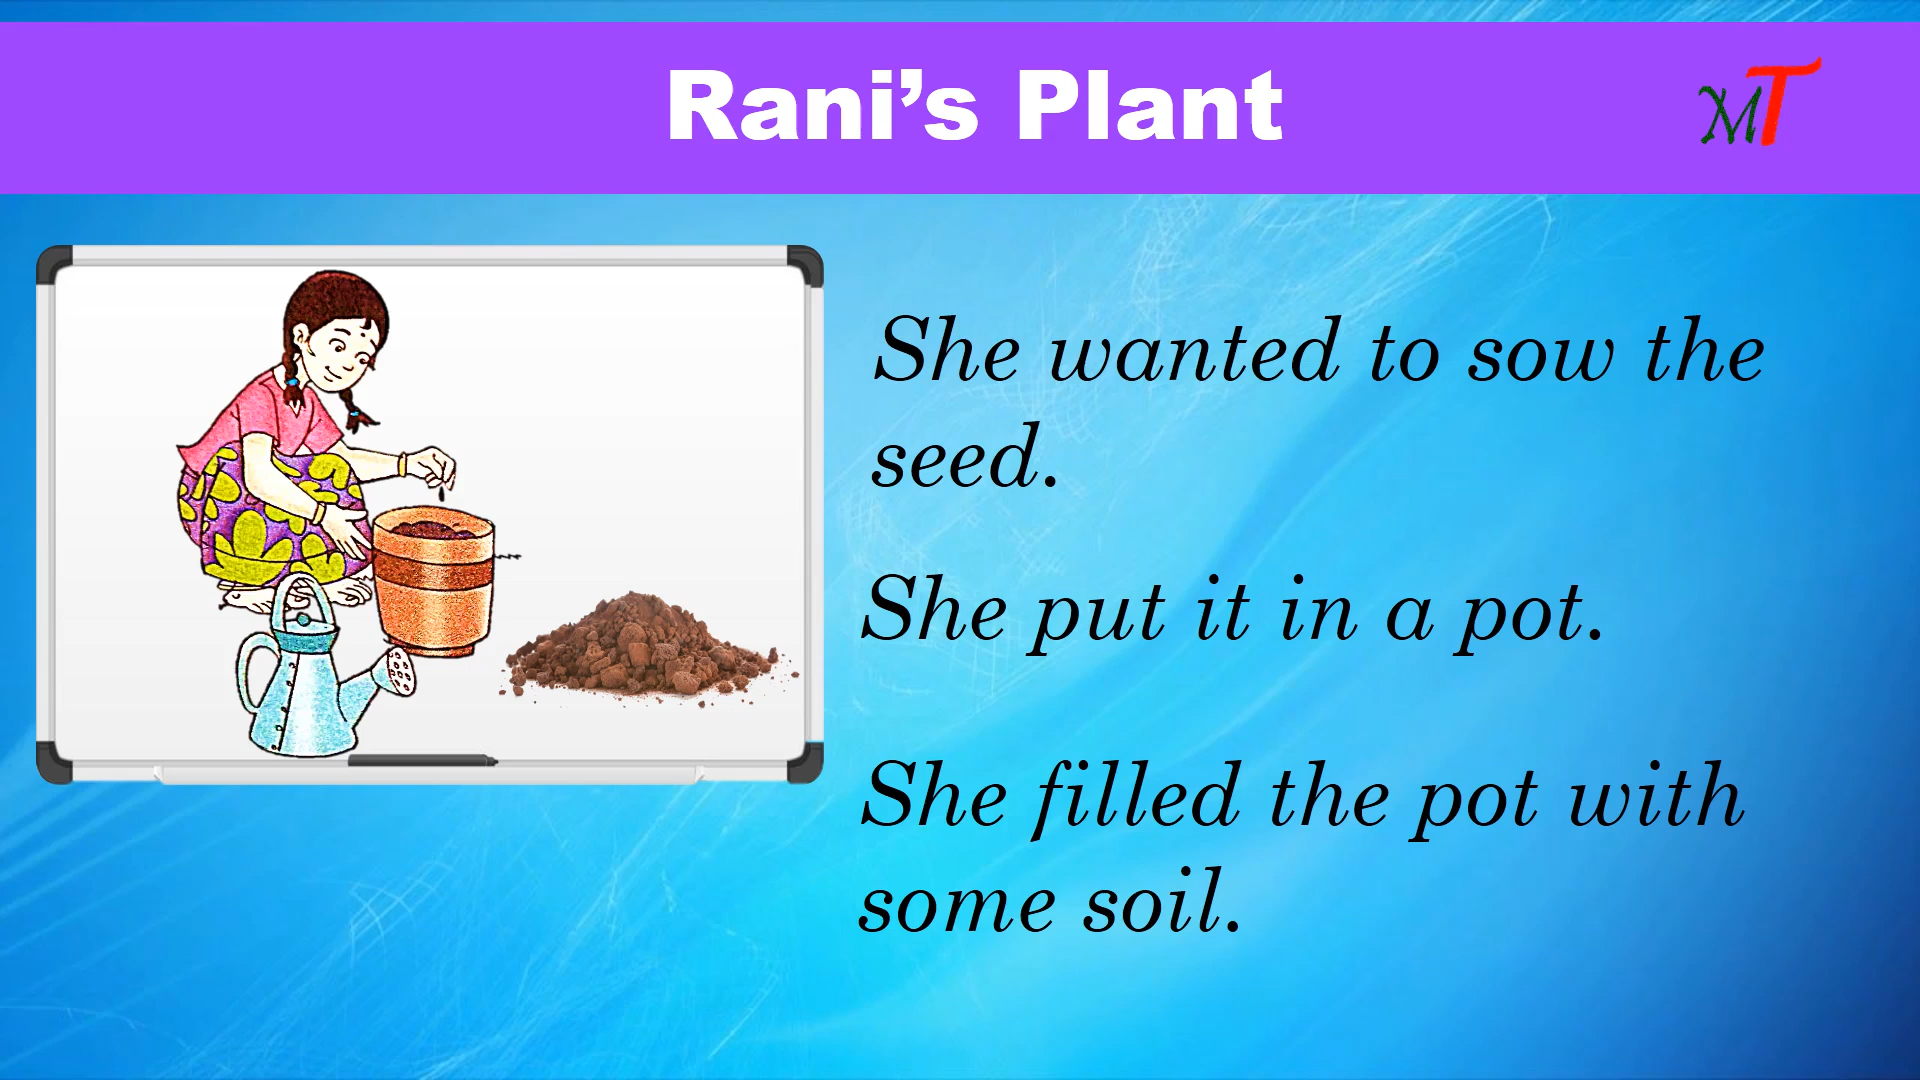 Rani’s Plant
MT
She wanted to sow the
seed.
She put it in a pot.
She filled the pot with
some soil.